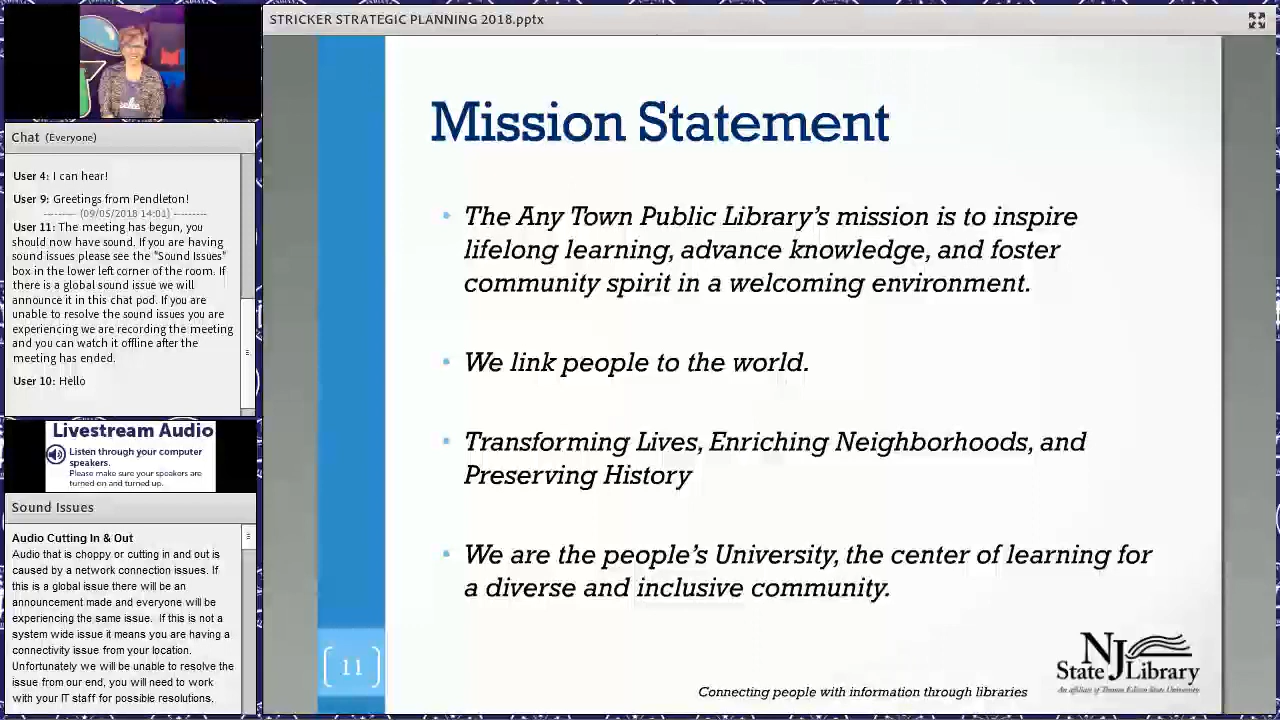 STRICKER STRATEGIC PLANNING 2018.pptx
Chat (Everyone)
User 4: I can hear!
User 9: Greetings from Pendleton!
-------- (09/05/2018 14:01) --------
User 11: The meeting has begun, you
should now have sound. If you are having
sound issues please see the "Sound Issues"
box in the lower left corner of the room. If
there is a global sound issue we will
announce it in this chat pod. If you are
unable to resolve the sound issues you are
experiencing we are recording the meeting
and you can watch it offline after the
meeting has ended.
User 10: Hello
Livestream Audio
Listen through your computer
speakers.
Please make sure your speakers are
turned on and turned up.
Sound Issues
Audio Cutting In & Out
Audio that is choppy or cutting in and out is
caused by a network connection issues. If
this is a global issue there will be an
announcement made and everyone will be
experiencing the same issue. If this is not a
system wide issue it means you are having a
connectivity issue from your location.
Unfortunately we will be unable to resolve the
issue from our end, you will need to work
with your IT staff for possible resolutions.
Mission Statement
• The Any Town Public Library's mission is to inspire
lifelong learning, advance knowledge, and foster
community spirit in a welcoming environment.
• We link people to the world.
• Transforming Lives, Enriching Neighborhoods, and
Preserving History
• We are the people's University, the center of learning for
a diverse and inclusive community.
11
Connecting people with information through libraries
NJ
State Library
An affiliate of Thomas Edison State University